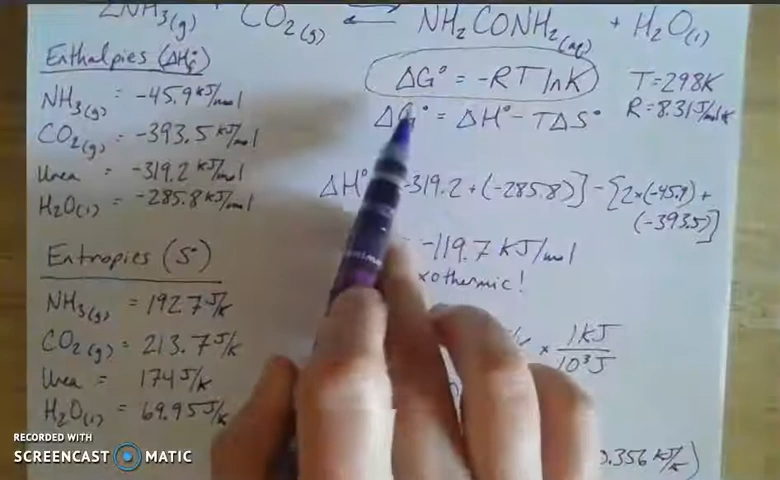 2NH₃(g) + CO₂(g) ⇌ NH₂CONH₂(aq) + H₂O(l)
Enthalpies (ΔHf°)
NH₃(g) = -45.9 kJ/mol
CO₂(g) = -393.5 kJ/mol
Urea = -319.2 kJ/mol
H₂O(l) = -285.8 kJ/mol
Entropies (S°)
NH₃(g) = 192.7 J/K
CO₂(g) = 213.7 J/K
Urea = 174 J/K
H₂O(l) = 69.95 J/K
ΔG° = -RT lnK
T = 298K
R = 8.31 J/mol K
ΔG° = ΔH° - TΔS°
ΔH° -319.2 + (-285.8)] - [2×(-45.9) +
(-393.5)]
-119.7 KJ/mol
xothermic!
× 1KJ
10³J
0.356 kJ/K)
RECORDED WITH
SCREENCAST MATIC